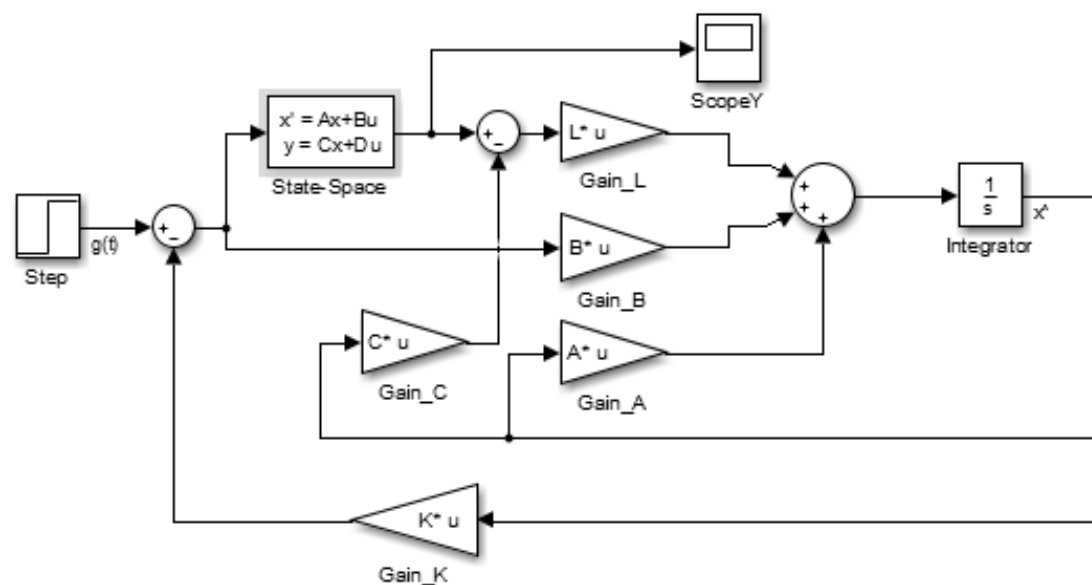 ScopeY
x' = Ax+Bu
y = Cx+Du
State-Space
+
−
L* u
Gain_L
+
+
+
1
s
Integrator
x^
Step
g(t)
+
−
B* u
Gain_B
C* u
Gain_C
A* u
Gain_A
K* u
Gain_K